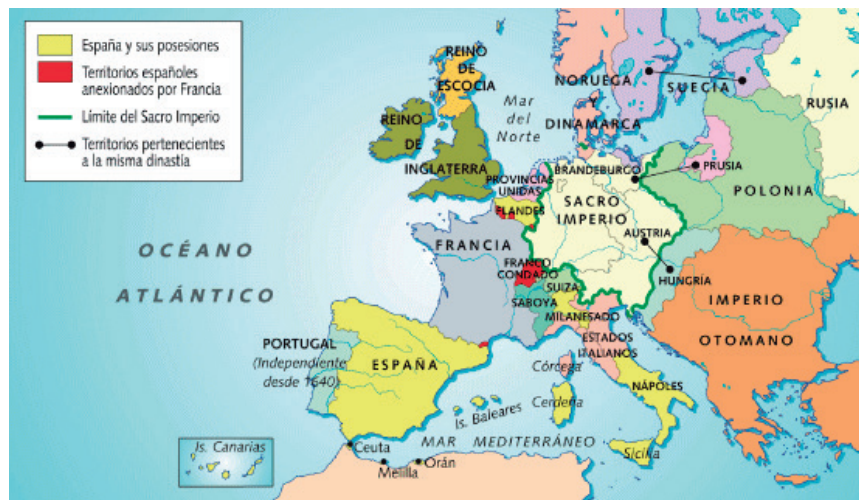 España y sus posesiones
Territorios españoles
anexionados por Francia
Límite del Sacro Imperio
Territorios pertenecientes
a la misma dinastía
REINO
DE
ESCOCIA
REINO
DE
INGLATERRA
Mar
del
Norte
NORUEGA
Y
DINAMARCA
SUECIA
RUSIA
PROVINCIAS
UNIDAS
BRANDEBURGO
PRUSIA
POLONIA
FLANDES
SACRO
IMPERIO
AUSTRIA
HUNGRÍA
OCÉANO
ATLÁNTICO
FRANCIA
FRANCO
CONDADO
SUIZA
SABOYA
MILANESADO
ESTADOS
ITALIANOS
IMPERIO
OTOMANO
PORTUGAL
(Independiente
desde 1640)
ESPAÑA
Córcega
Cerdeña
NÁPOLES
Is. Baleares
MAR MEDITERRÁNEO
Sicilia
Is. Canarias
Ceuta
Melilla
Orán